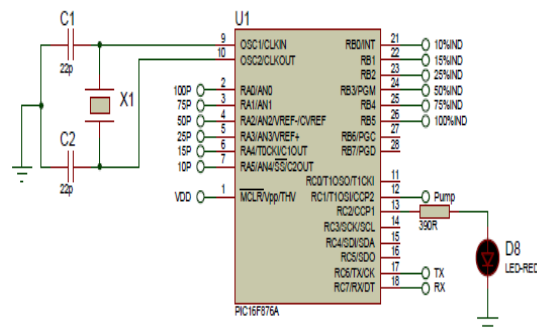 C1
22p
X1
C2
22p
U1
9 OSC1/CLKIN
10 OSC2/CLKOUT
100P 2 RA0/AN0
75P 3 RA1/AN1
50P 4 RA2/AN2/VREF-/CVREF
25P 5 RA3/AN3/VREF+
15P 6 RA4/T0CKI/C1OUT
10P 7 RA5/AN4/SS/C2OUT
VDD 1 MCLR/Vpp/THV
RB0/INT 21 10%IND
RB1 22 15%IND
RB2 23 25%IND
RB3/PGM 24 50%IND
RB4 25 75%IND
RB5 26 100%IND
RB6/PGC 27
RB7/PGD 28
RC0/T1OSO/T1CKI 11
RC1/T1OSI/CCP2 12 Pump
RC2/CCP1 13
RC3/SCK/SCL 14
RC4/SDI/SDA 15
RC5/SDO 16
RC6/TX/CK 17 TX
RC7/RX/DT 18 RX
PIC16F876A
390R
D8
LED-RED